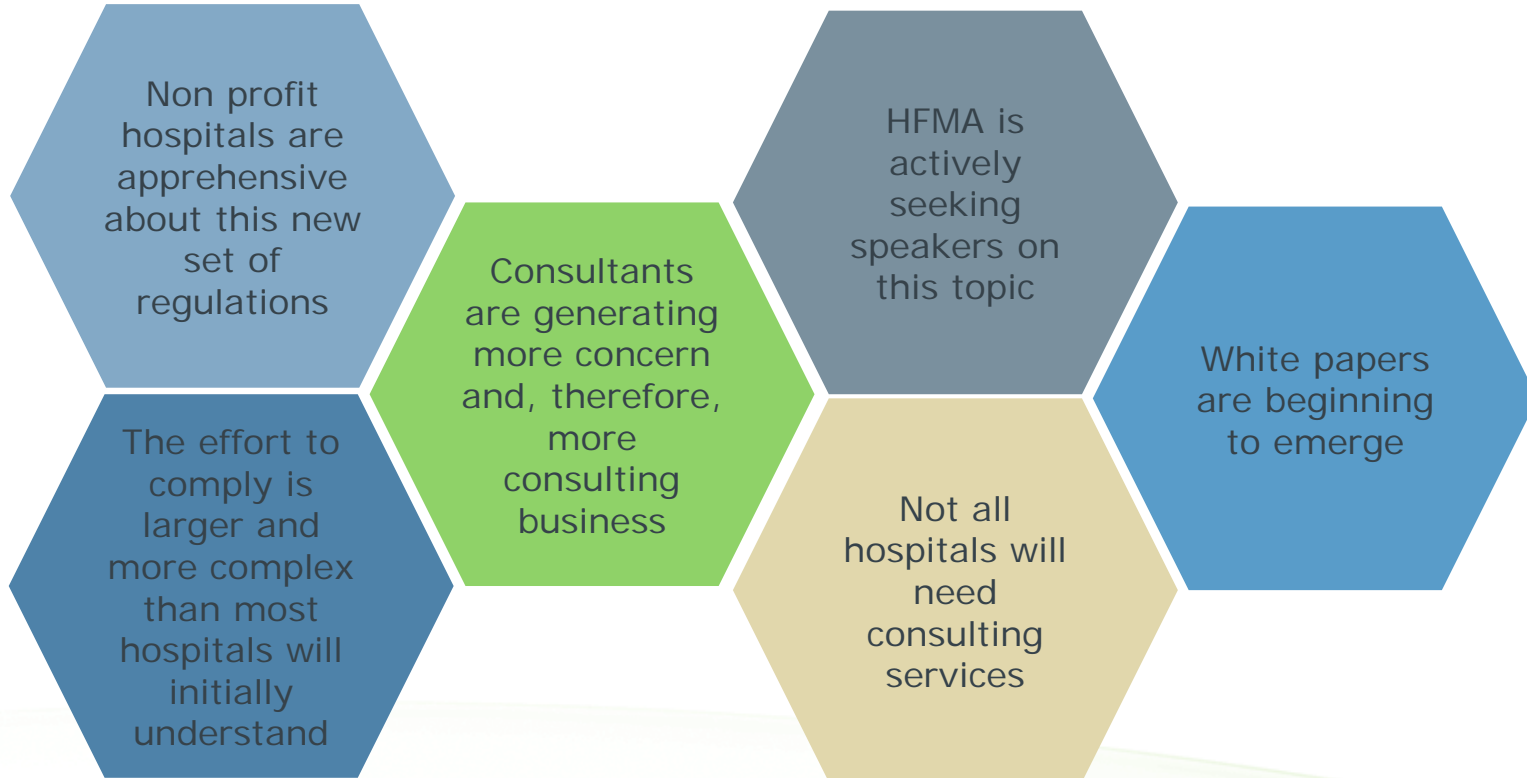 Non profit
hospitals are
apprehensive
about this new
set of
regulations
The effort to
comply is
larger and
more complex
than most
hospitals will
initially
understand
Consultants
are generating
more concern
and, therefore,
more
consulting
business
HFMA is
actively
seeking
speakers on
this topic
Not all
hospitals will
need
consulting
services
White papers
are beginning
to emerge